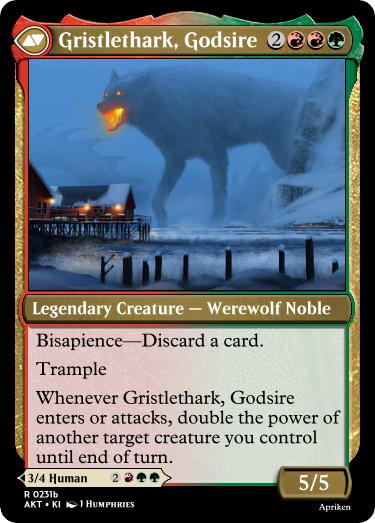 Gristlethark, Godsire 2
Legendary Creature — Werewolf Noble
Bisapience—Discard a card.
Trample
Whenever Gristlethark, Godsire
enters or attacks, double the power of
another target creature you control
until end of turn.
3/4 Human 2
5/5
R 0231b
AKT • KI J HUMPHRIES
Apriken